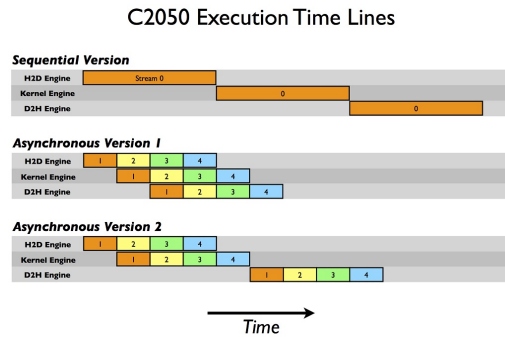 C2050 Execution Time Lines
Sequential Version
H2D Engine Stream 0
Kernel Engine 0
D2H Engine 0
Asynchronous Version 1
H2D Engine 1 2 3 4
Kernel Engine 1 2 3 4
D2H Engine 1 2 3 4
Asynchronous Version 2
H2D Engine 1 2 3 4
Kernel Engine 1 2 3 4
D2H Engine 1 2 3 4
Time